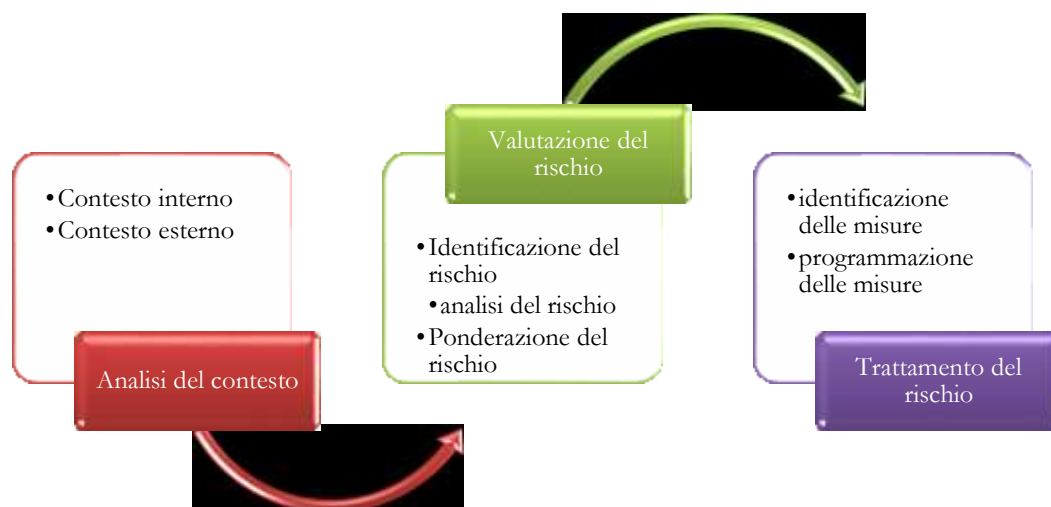 •Contesto interno
•Contesto esterno
Analisi del contesto
Valutazione del
rischio
•Identificazione del
rischio
•analisi del rischio
•Ponderazione del
rischio
•identificazione
delle misure
•programmazione
delle misure
Trattamento del
rischio